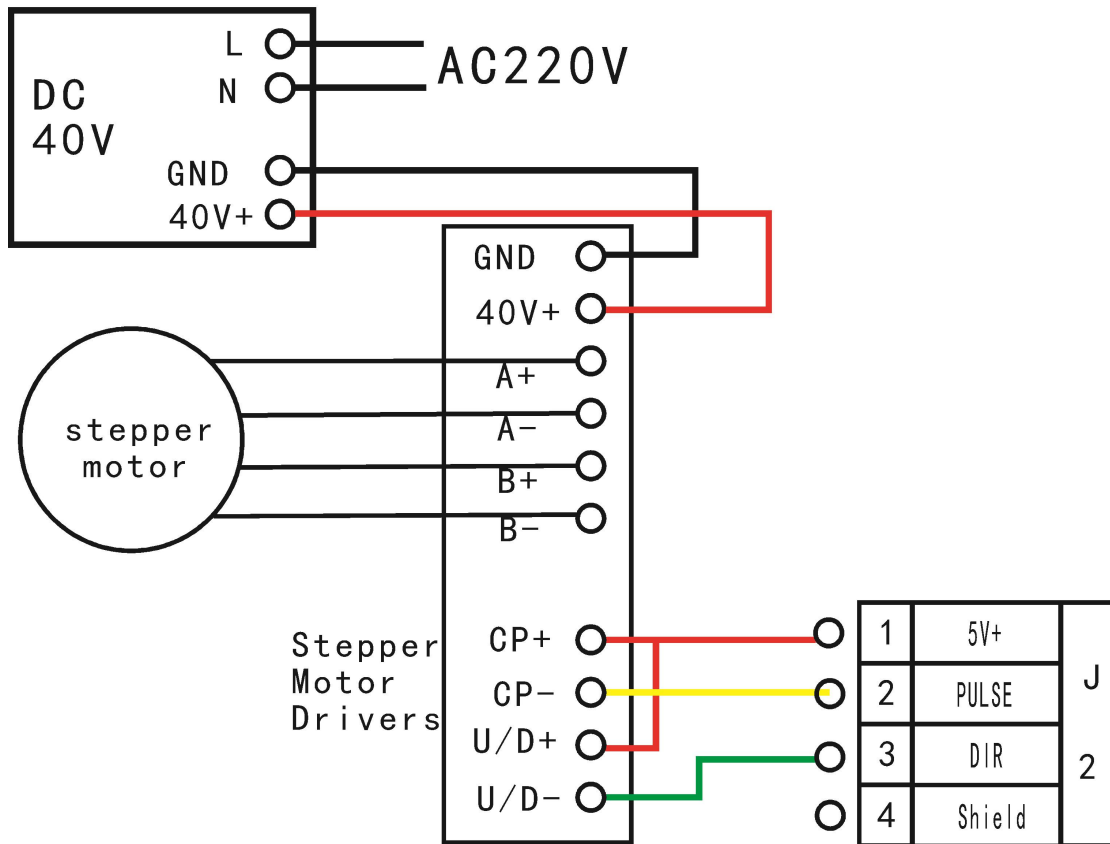 L
AC220V
N
DC
40V
GND
40V+
GND
40V+
A+
A-
B+
B-
stepper
motor
Stepper
Motor
Drivers
CP+
CP-
U/D+
U/D-
1 5V+
2 PULSE
3 DIR
4 Shield
J
2